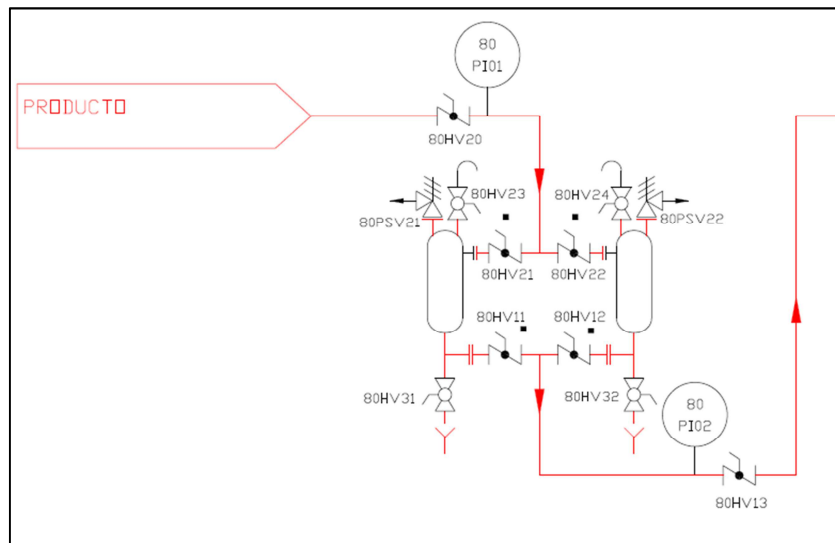 80
PI01
PRODUCTO
80HV20
80HV23
80HV24
80PSV21
80PSV22
80HV21
80HV22
80HV11
80HV12
80HV31
80HV32
80
PI02
80HV13